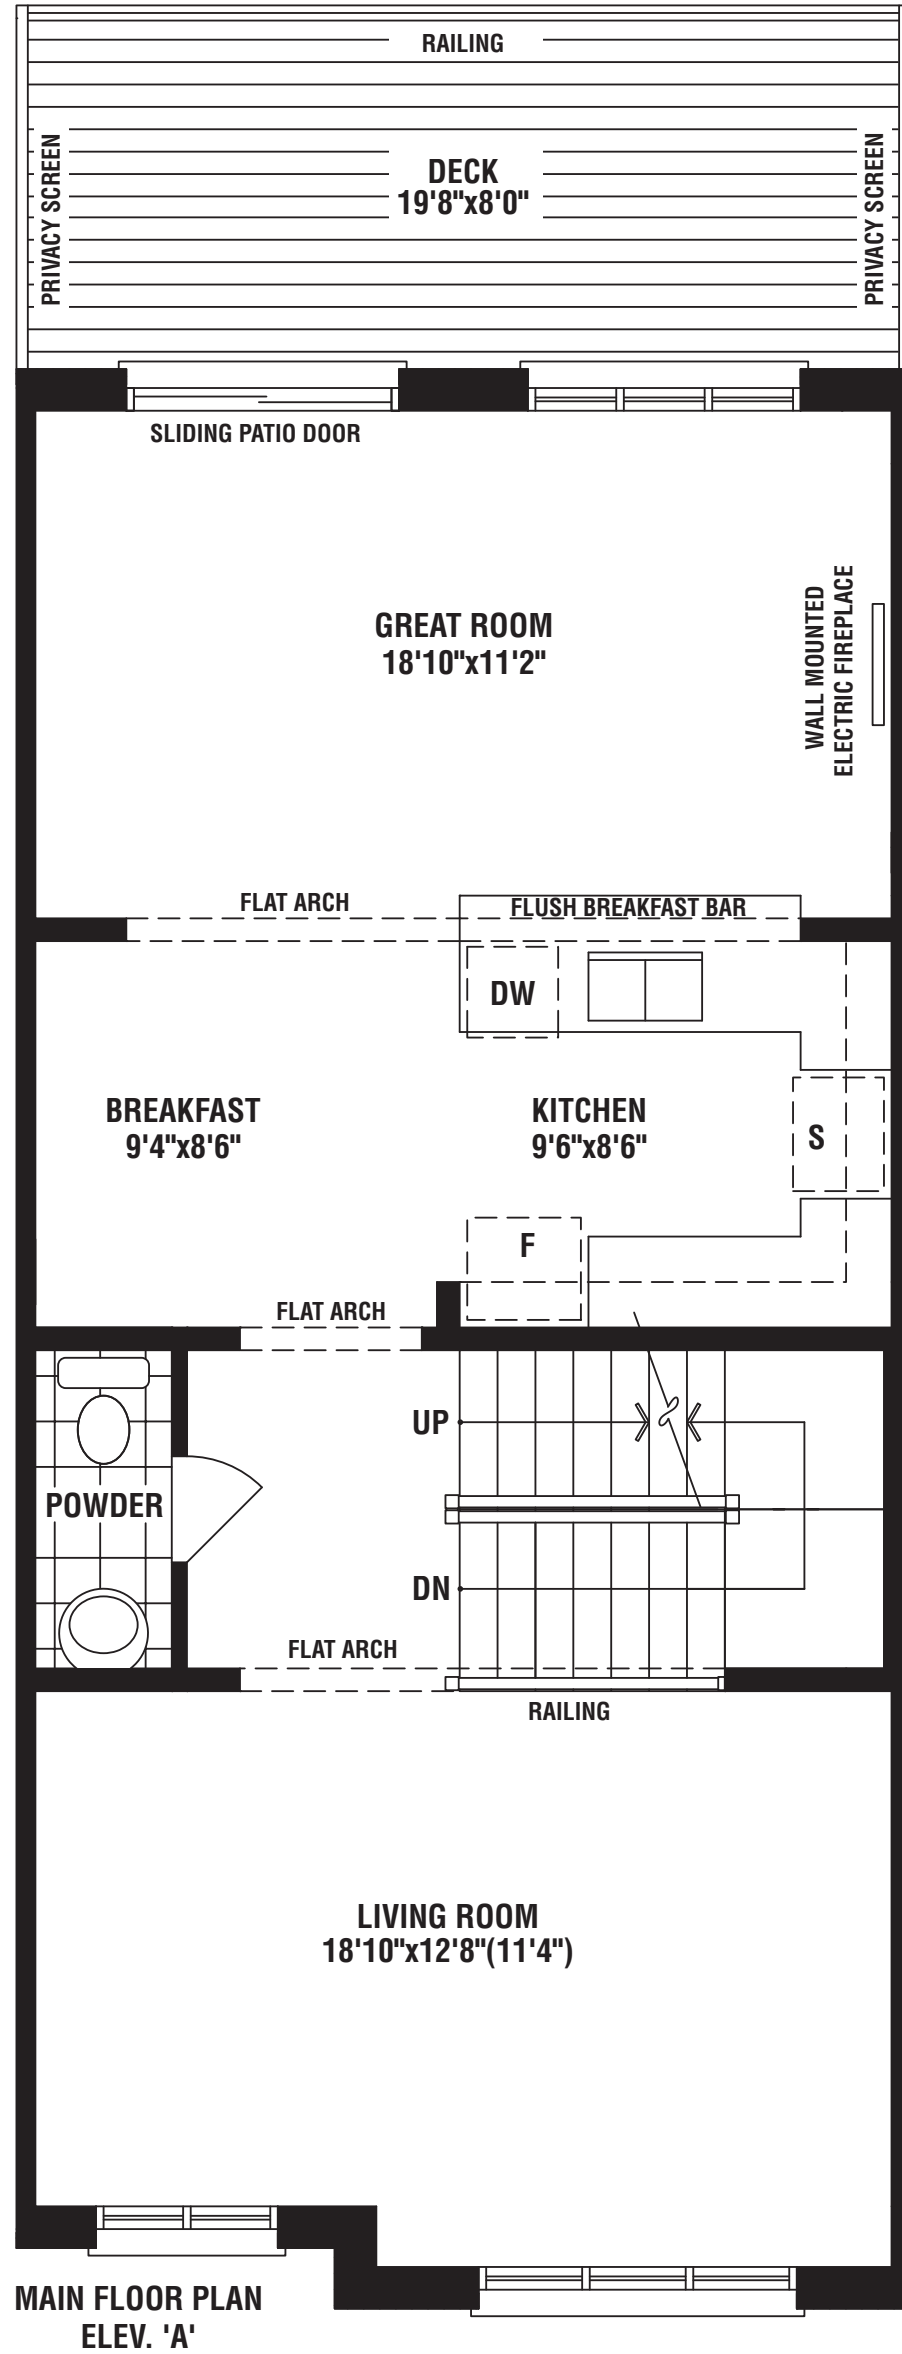 RAILING
PRIVACY SCREEN
DECK
19'8"x8'0"
PRIVACY SCREEN
SLIDING PATIO DOOR
GREAT ROOM
18'10"x11'2"
WALL MOUNTED
ELECTRIC FIREPLACE
FLAT ARCH
FLUSH BREAKFAST BAR
DW
BREAKFAST
9'4"x8'6"
KITCHEN
9'6"x8'6"
S
F
FLAT ARCH
UP
POWDER
DN
FLAT ARCH
RAILING
LIVING ROOM
18'10"x12'8"(11'4")
MAIN FLOOR PLAN
ELEV. 'A'